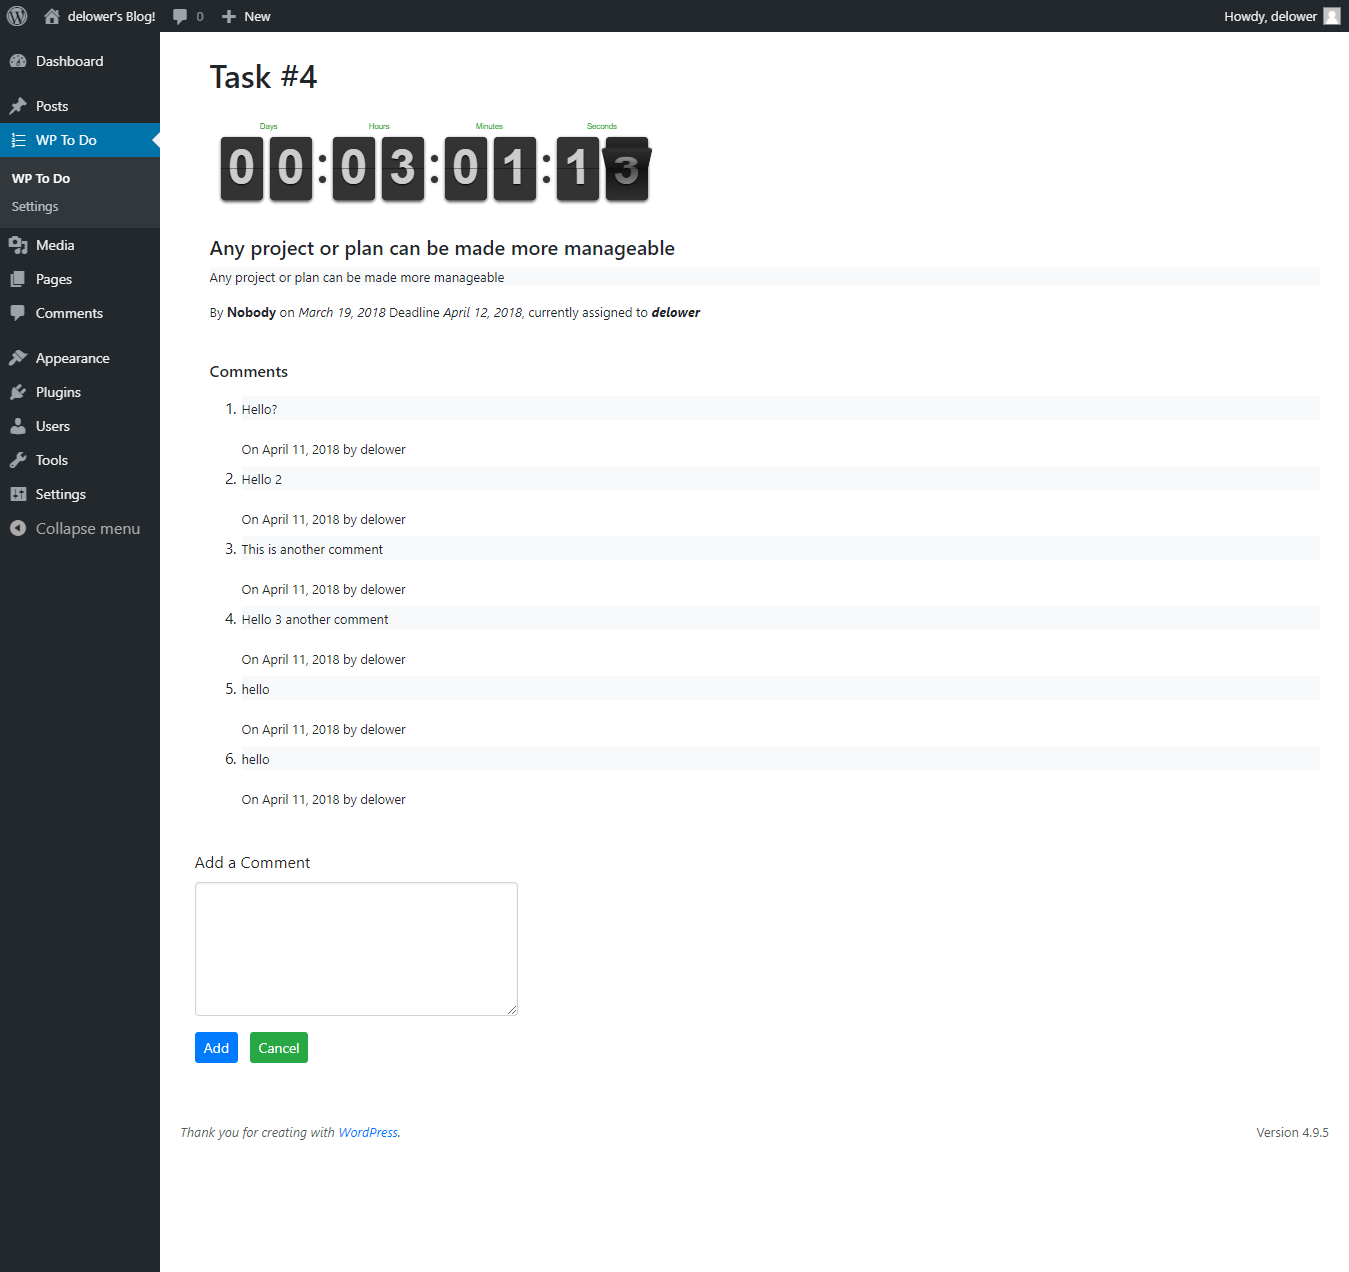 delower's Blog! 0 New Howdy, delower
Dashboard
Posts
WP To Do
WP To Do
Settings
Media
Pages
Comments
Appearance
Plugins
Users
Tools
Settings
Collapse menu
Task #4
Days Hours Minutes Seconds
00:03:01:13
Any project or plan can be made more manageable
Any project or plan can be made more manageable
By Nobody on March 19, 2018 Deadline April 12, 2018, currently assigned to delower
Comments
1. Hello?
On April 11, 2018 by delower
2. Hello 2
On April 11, 2018 by delower
3. This is another comment
On April 11, 2018 by delower
4. Hello 3 another comment
On April 11, 2018 by delower
5. hello
On April 11, 2018 by delower
6. hello
On April 11, 2018 by delower
Add a Comment
Add Cancel
Thank you for creating with WordPress. Version 4.9.5